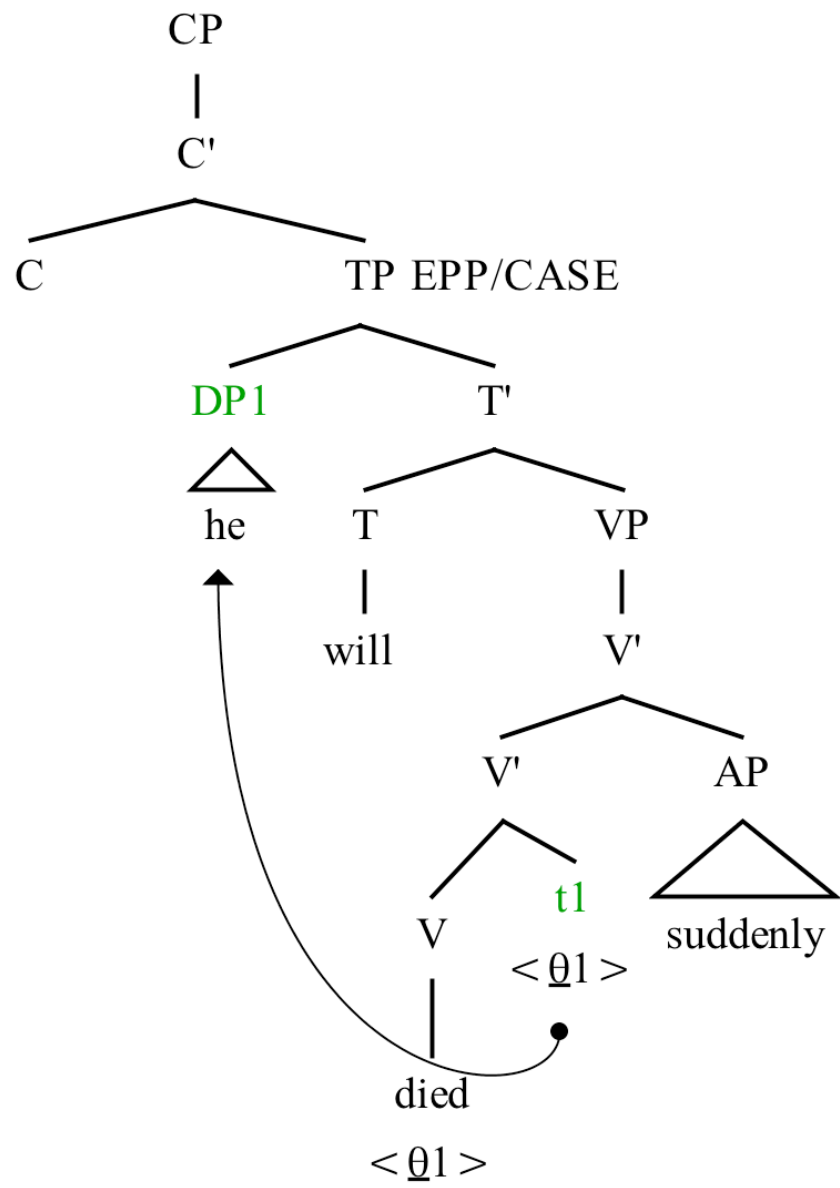 CP
C'
C TP EPP/CASE
DP1 T'
he T VP
will V'
V' AP
V t1 suddenly
<θ1>
died
<θ1>